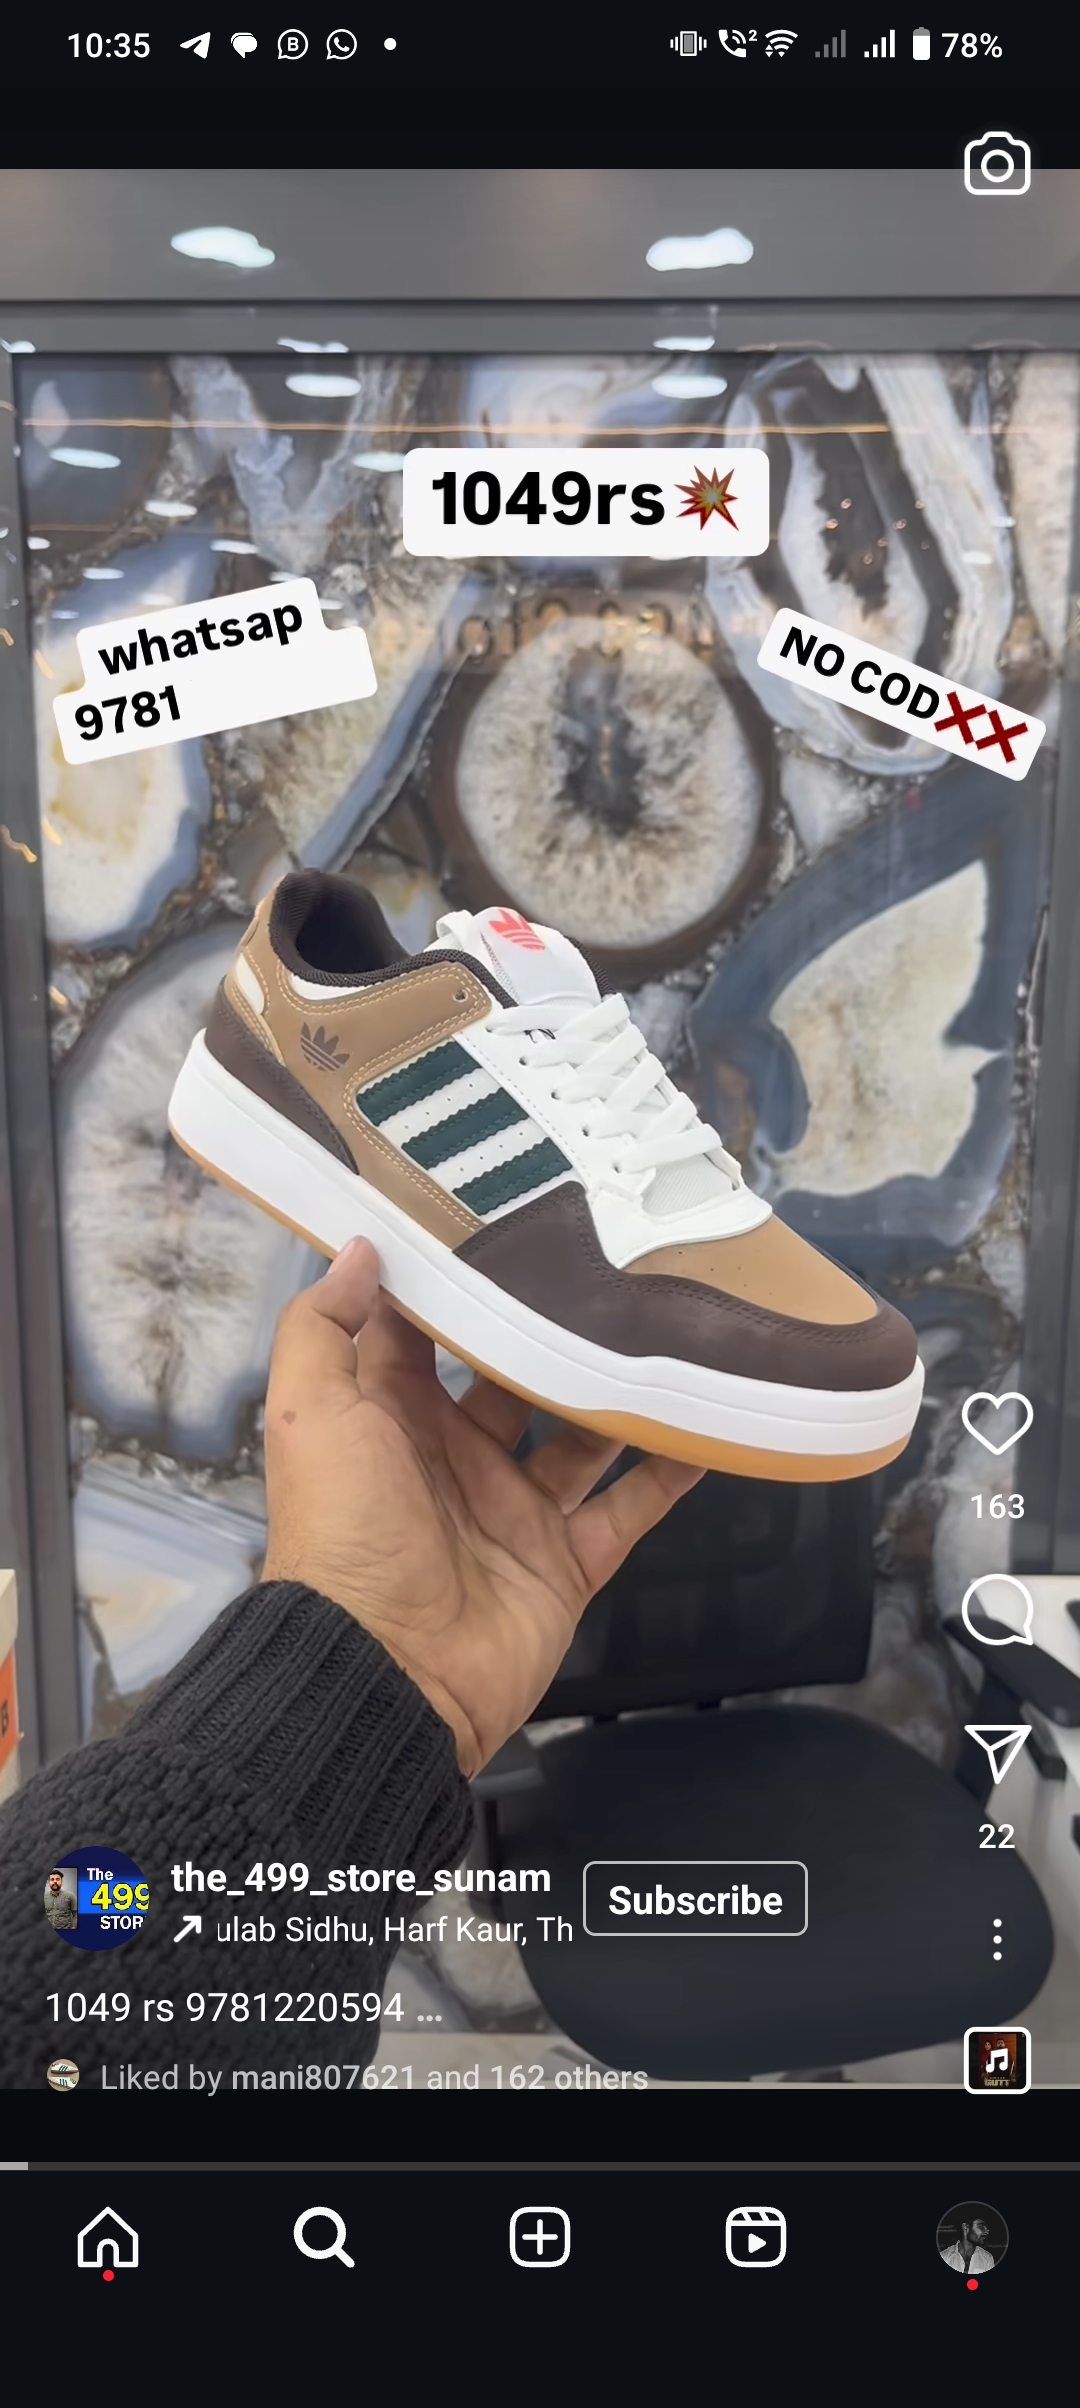 10:35
2
78%
1049rs💥
whatsap
9781
NO COD❌❌
163
22
The
499
STOR
the_499_store_sunam
Subscribe
ulab Sidhu, Harf Kaur, Th
1049 rs 9781220594 ...
Liked by mani807621 and 162 others